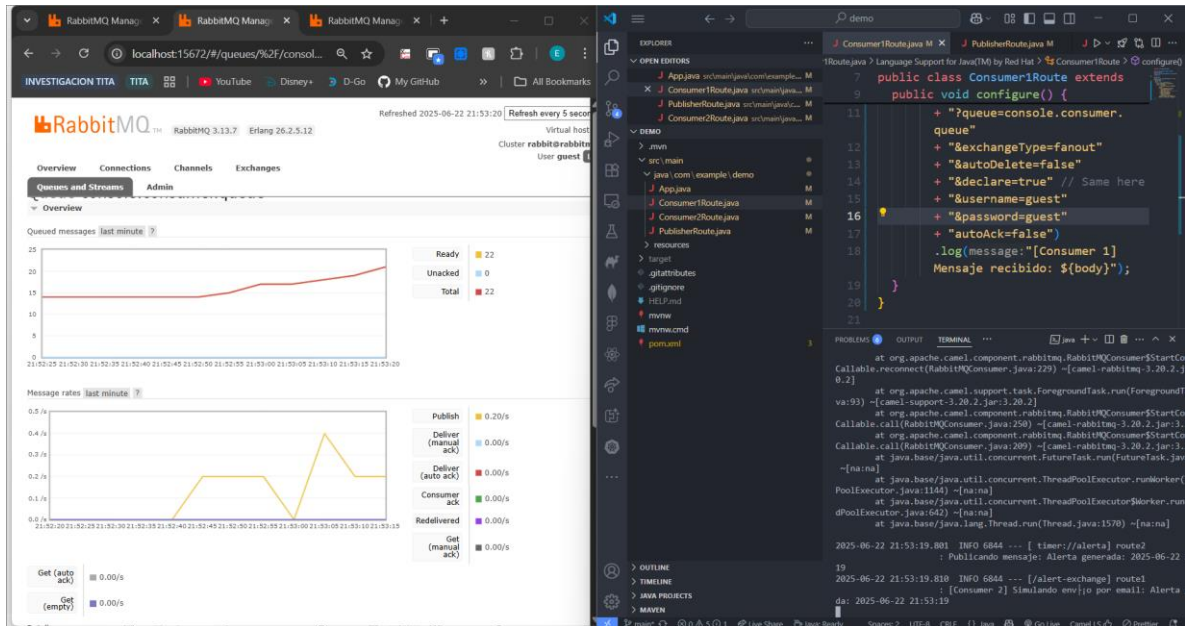 RabbitMQ Manag
RabbitMQ Manag
RabbitMQ Manag
localhost:15672/#/queues/%2F/consol...
INVESTIGACION TITA
TITA
YouTube
Disney+
D-Go
My GitHub
»
All Bookmarks
Refreshed 2025-06-22 21:53:20
Refresh every 5 secon
RabbitMQ TM
RabbitMQ 3.13.7
Erlang 26.2.5.12
Virtual host
Cluster rabbit@rabbitm
User guest
Overview
Connections
Channels
Exchanges
Queues and Streams
Admin
Overview
Queued messages last minute ?
25
20
15
10
5
0
21:52:25 21:52:30 21:52:35 21:52:40 21:52:45 21:52:50 21:52:55 21:53:00 21:53:05 21:53:10 21:53:15 21:53:20
Ready 22
Unacked 0
Total 22
Message rates last minute ?
0.5 /s
0.4 /s
0.3 /s
0.2 /s
0.1 /s
0.0 /s
21:52:20 21:52:25 21:52:30 21:52:35 21:52:40 21:52:45 21:52:50 21:52:55 21:53:00 21:53:05 21:53:10 21:53:15
Publish 0.20/s
Deliver (manual ack) 0.00/s
Deliver (auto ack) 0.00/s
Consumer ack 0.00/s
Redelivered 0.00/s
Get (manual ack) 0.00/s
Get (auto ack) 0.00/s
Get (empty) 0.00/s
demo
EXPLORER
OPEN EDITORS
App.java src\main\java\com\example...
Consumer1Route.java src\main\java...
PublisherRoute.java src\main\java\c...
Consumer2Route.java src\main\java...
DEMO
.mvn
src\main
java\com\example\demo
App.java M
Consumer1Route.java M
Consumer2Route.java M
PublisherRoute.java M
resources
target
.gitattributes
.gitignore
HELP.md
mvnw
mvnw.cmd
pom.xml 3
OUTLINE
TIMELINE
JAVA PROJECTS
MAVEN
Consumer1Route.java M
PublisherRoute.java M
1Route.java > Language Support for Java(TM) by Red Hat > Consumer1Route > configure()
7 public class Consumer1Route extends
9 public void configure() {
11 + "?queue=console.consumer.
queue"
12 + "&exchangeType=fanout"
13 + "&autoDelete=false"
14 + "&declare=true" // Same here
15 + "&username=guest"
16 + "&password=guest"
17 + "autoAck=false")
18 .log(message:"[Consumer 1]
Mensaje recibido: ${body}");
19 }
20 }
21
PROBLEMS 8
OUTPUT
TERMINAL
java
at org.apache.camel.component.rabbitmq.RabbitMQConsumer$StartCo
Callable.reconnect(RabbitMQConsumer.java:229) ~[camel-rabbitmq-3.20.2.j
0.2]
at org.apache.camel.support.task.ForegroundTask.run(ForegroundT
va:93) ~[camel-support-3.20.2.jar:3.20.2]
at org.apache.camel.component.rabbitmq.RabbitMQConsumer$StartCo
Callable.call(RabbitMQConsumer.java:250) ~[camel-rabbitmq-3.20.2.jar:3.
at org.apache.camel.component.rabbitmq.RabbitMQConsumer$StartCo
Callable.call(RabbitMQConsumer.java:209) ~[camel-rabbitmq-3.20.2.jar:3.
at java.base/java.util.concurrent.FutureTask.run(FutureTask.jav
~[na:na]
at java.base/java.util.concurrent.ThreadPoolExecutor.runWorker(
PoolExecutor.java:1144) ~[na:na]
at java.base/java.util.concurrent.ThreadPoolExecutor$Worker.run
dPoolExecutor.java:642) ~[na:na]
at java.base/java.lang.Thread.run(Thread.java:1570) ~[na:na]
2025-06-22 21:53:19.801 INFO 6844 --- [ timer://alerta] route2
: Publicando mensaje: Alerta generada: 2025-06-22
19
2025-06-22 21:53:19.810 INFO 6844 --- [/alert-exchange] route1
: [Consumer 2] Simulando env├¡o por email: Alerta
da: 2025-06-22 21:53:19
main* 0 5 1 Live Share Java: Ready Spaces: 2 UTF-8 CRLF {} Java Go Live Prettier